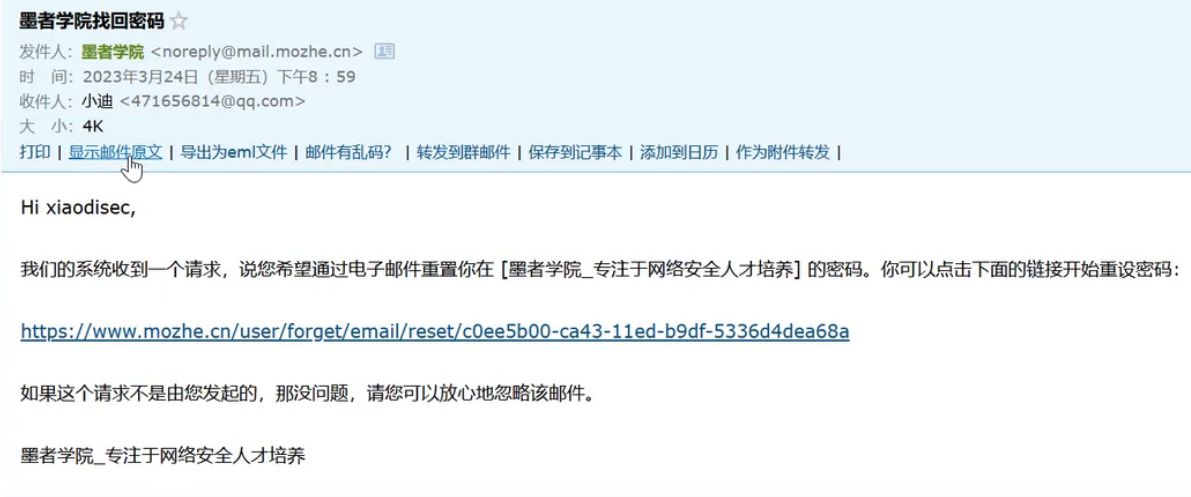 墨者学院找回密码☆
发件人：墨者学院 <noreply@mail.mozhe.cn>
时 间：2023年3月24日（星期五）下午8：59
收件人：小迪 <471656814@qq.com>
大 小：4K
打印 | 显示邮件原文 | 导出为eml文件 | 邮件有乱码? | 转发到群邮件 | 保存到记事本 | 添加到日历 | 作为附件转发 |
Hi xiaodisec,
我们的系统收到一个请求，说您希望通过电子邮件重置你在 [墨者学院_专注于网络安全人才培养] 的密码。你可以点击下面的链接开始重设密码：
https://www.mozhe.cn/user/forget/email/reset/c0ee5b00-ca43-11ed-b9df-5336d4dea68a
如果这个请求不是由您发起的，那没问题，请您可以放心地忽略该邮件。
墨者学院_专注于网络安全人才培养